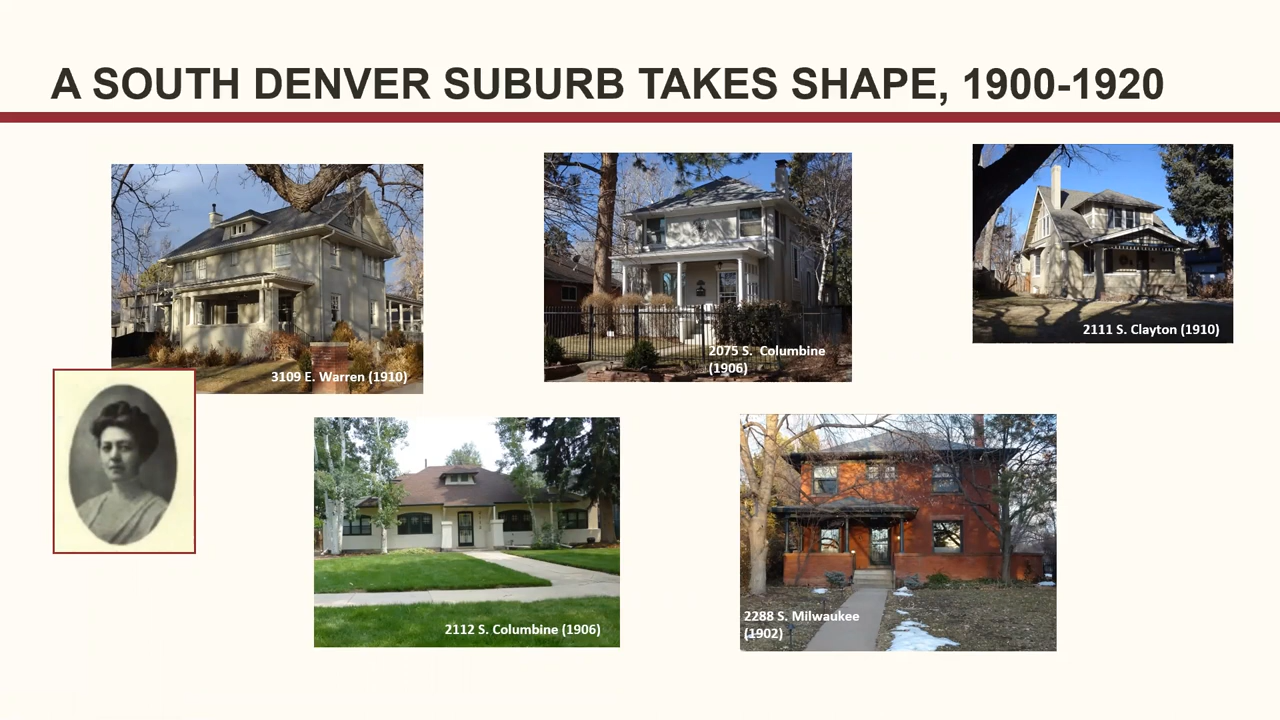 A SOUTH DENVER SUBURB TAKES SHAPE, 1900-1920
3109 E. Warren (1910)
2075 S. Columbine
(1906)
2111 S. Clayton (1910)
2112 S. Columbine (1906)
2288 S. Milwaukee
(1902)